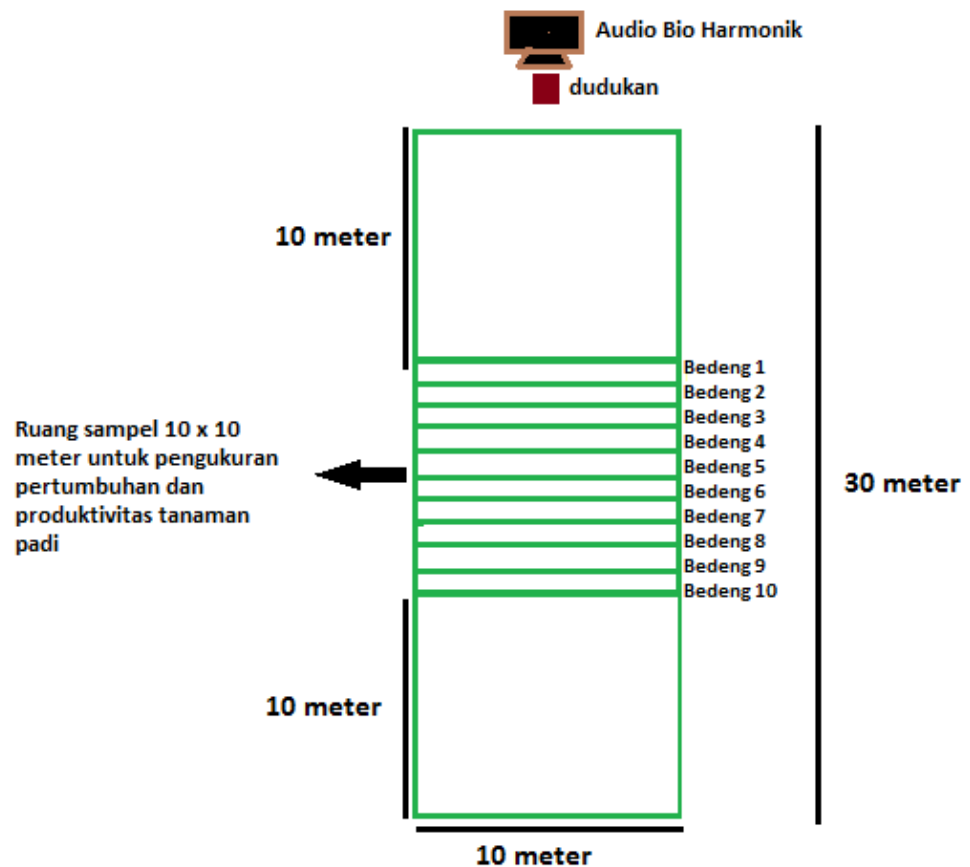 Audio Bio Harmonik
dudukan
10 meter
Bedeng 1
Bedeng 2
Bedeng 3
Bedeng 4
Bedeng 5
Bedeng 6
Bedeng 7
Bedeng 8
Bedeng 9
Bedeng 10
Ruang sampel 10 x 10
meter untuk pengukuran
pertumbuhan dan
produktivitas tanaman
padi
30 meter
10 meter
10 meter